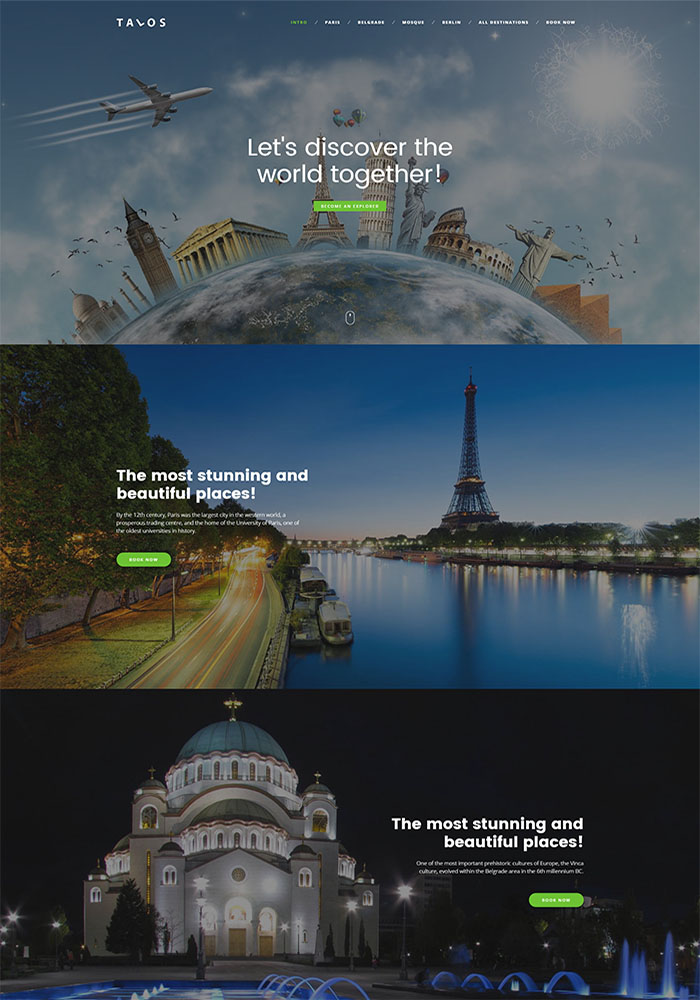 TALOS
INTRO / PARIS / BELGRADE / MOSQUE / BERLIN / ALL DESTINATIONS / BOOK NOW
Let's discover the
world together!
BECOME AN EXPLORER
The most stunning and
beautiful places!
By the 12th century, Paris was the largest city in the western world, a
prosperous trading centre, and the home of the University of Paris, one of
the oldest universities in history.
BOOK NOW
The most stunning and
beautiful places!
One of the most important prehistoric cultures of Europe, the Vinca
culture, evolved within the Belgrade area in the 6th millennium BC.
BOOK NOW